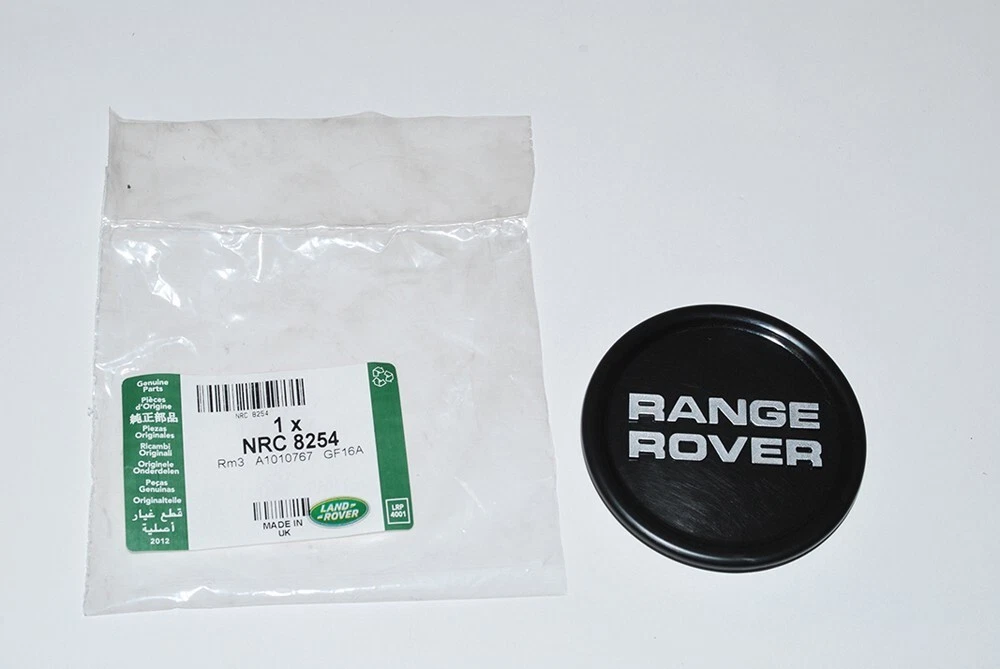 Genuine
Parts
Pièces
d'Origine
純正部品
Piezas
Originales
Ricambi
Originali
Originele
Onderdelen
Peças
Genuínas
Originalteile
قطع غيار
أصلية
2012
NRC 8254
1 x
NRC 8254
Rm3 A1010767 GF16A
MADE IN
UK
LAND
ROVER
LRP
4001
RANGE
ROVER